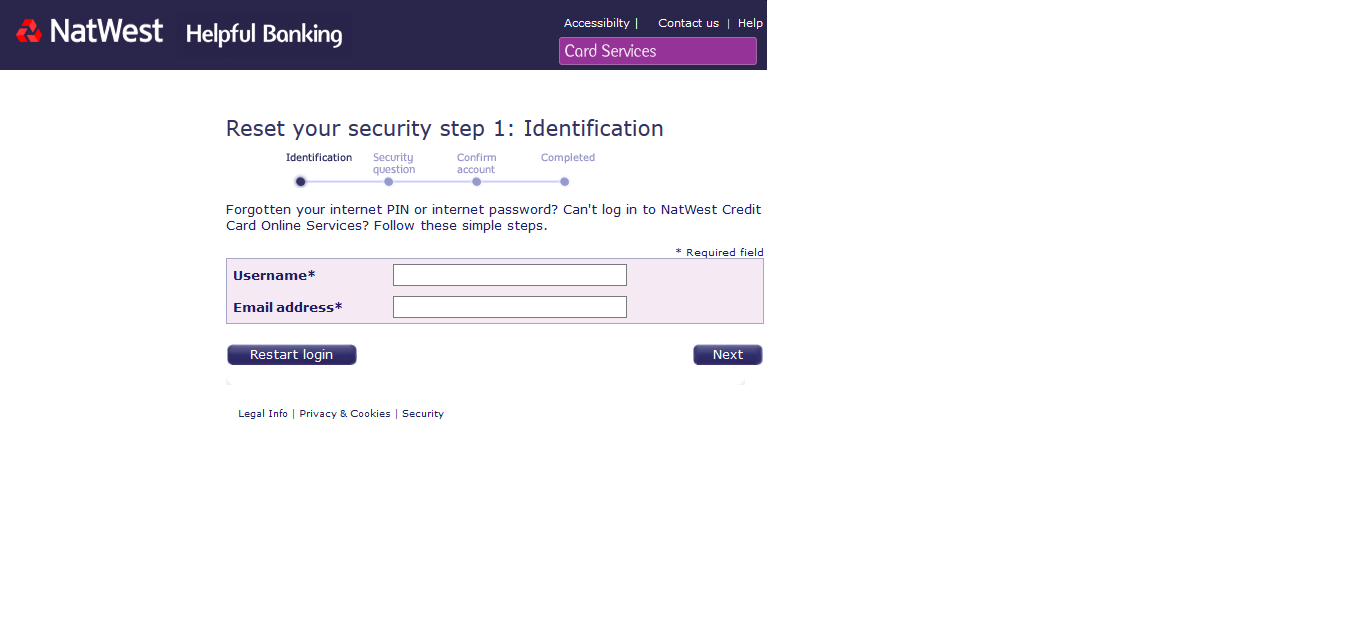 NatWest Helpful Banking
Accessibilty | Contact us | Help
Card Services
Reset your security step 1: Identification
Identification
Security
question
Confirm
account
Completed
Forgotten your internet PIN or internet password? Can't log in to NatWest Credit
Card Online Services? Follow these simple steps.
* Required field
Username*
Email address*
Restart login
Next
Legal Info | Privacy & Cookies | Security